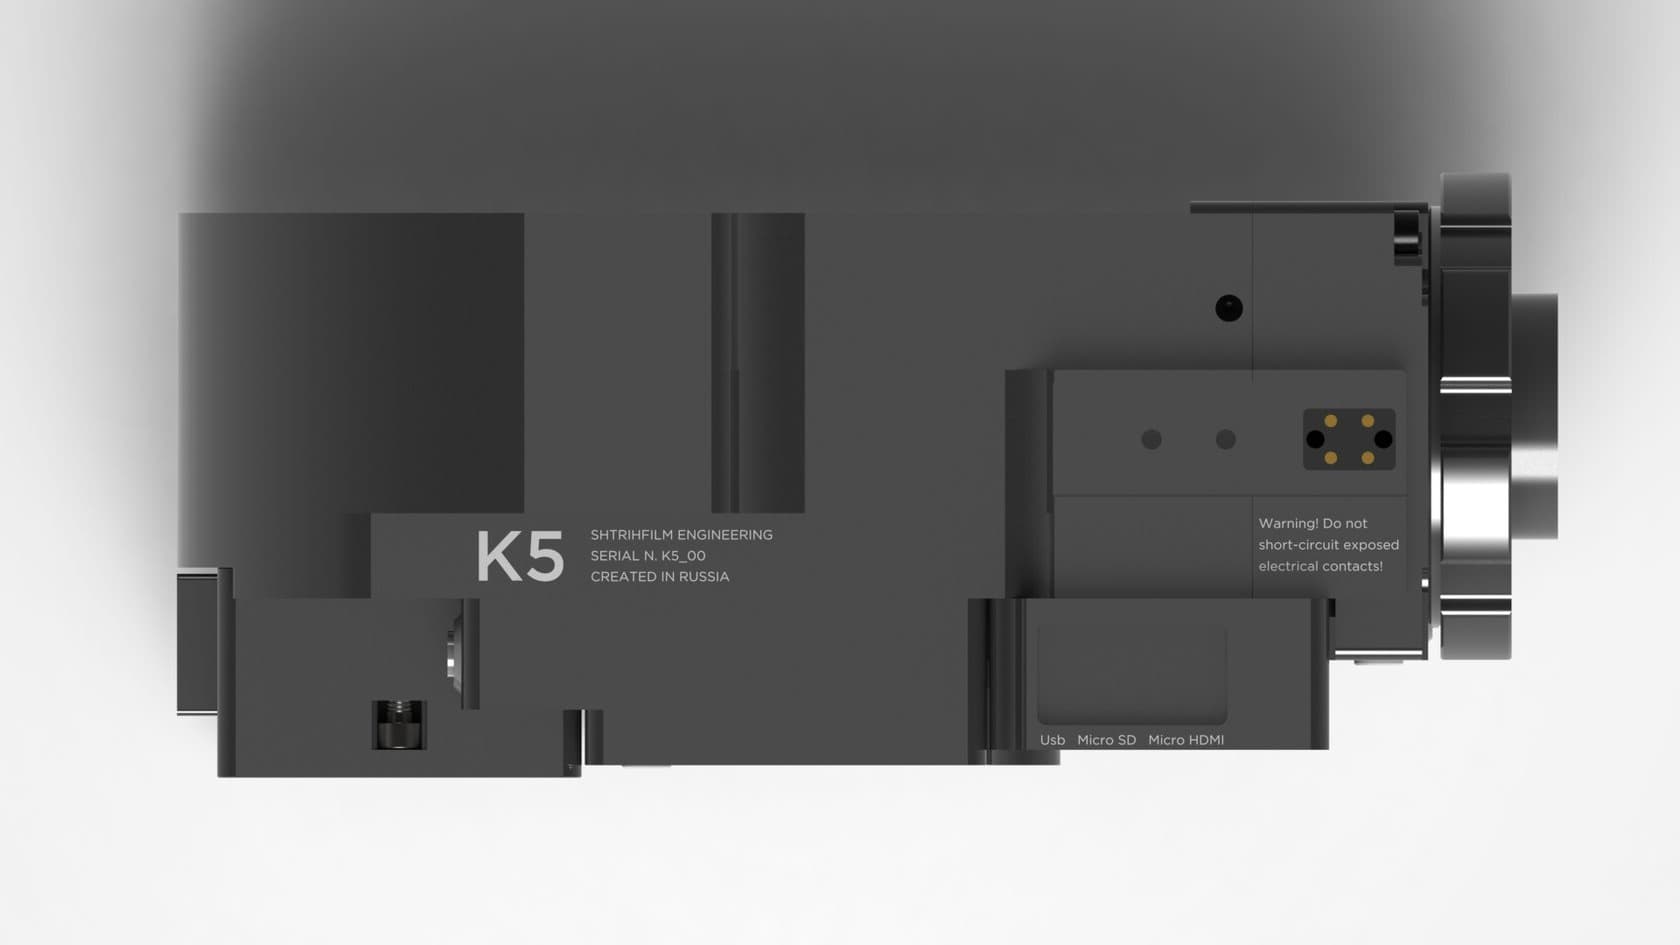 K5
SHTRIHFILM ENGINEERING
SERIAL N. K5_00
CREATED IN RUSSIA
Warning! Do not
short-circuit exposed
electrical contacts!
Usb Micro SD Micro HDMI